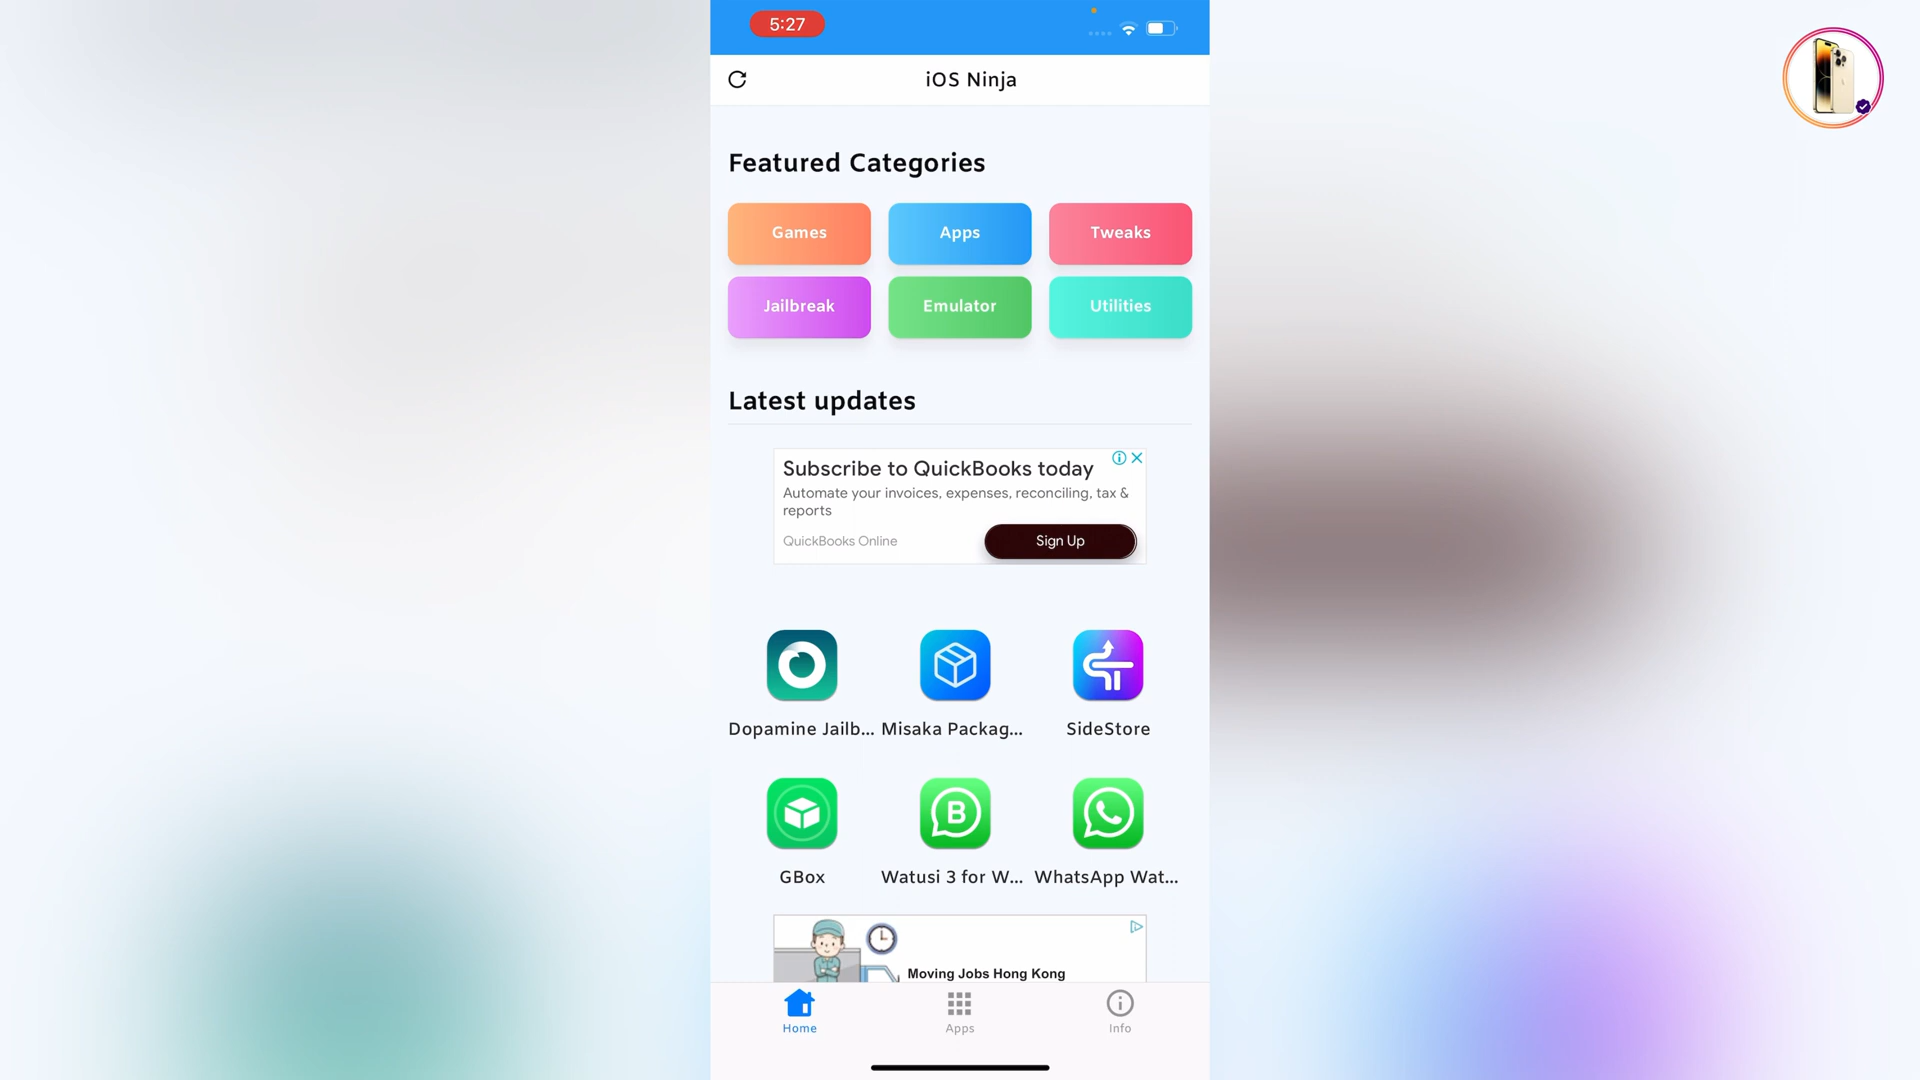 5:27
iOS Ninja
Featured Categories
Games
Apps
Tweaks
Jailbreak
Emulator
Utilities
Latest updates
Subscribe to QuickBooks today
Automate your invoices, expenses, reconciling, tax &
reports
QuickBooks Online
Sign Up
Dopamine Jailb...
Misaka Packag...
SideStore
B
GBox
Watusi 3 for W...
WhatsApp Wat...
Moving Jobs Hong Kong
Home
Apps
Info